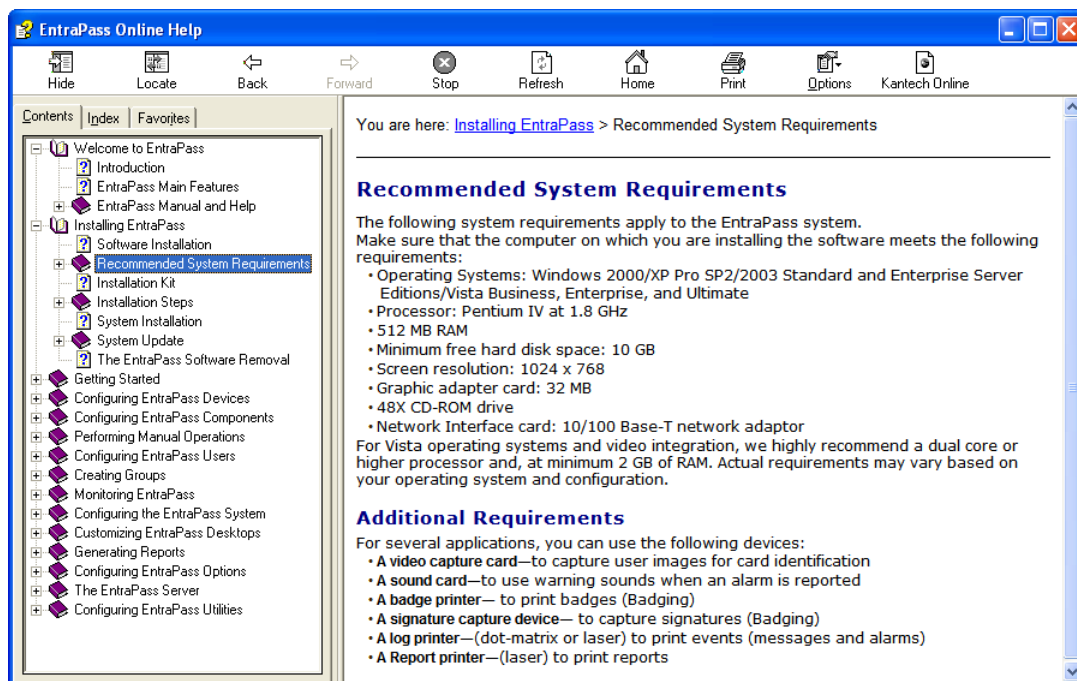 EntraPass Online Help
Hide
Locate
Back
Forward
Stop
Refresh
Home
Print
Options
Kantech Online
Contents
Index
Favorites
Welcome to EntraPass
Introduction
EntraPass Main Features
EntraPass Manual and Help
Installing EntraPass
Software Installation
Recommended System Requirements
Installation Kit
Installation Steps
System Installation
System Update
The EntraPass Software Removal
Getting Started
Configuring EntraPass Devices
Configuring EntraPass Components
Performing Manual Operations
Configuring EntraPass Users
Creating Groups
Monitoring EntraPass
Configuring the EntraPass System
Customizing EntraPass Desktops
Generating Reports
Configuring EntraPass Options
The EntraPass Server
Configuring EntraPass Utilities
You are here: Installing EntraPass > Recommended System Requirements
Recommended System Requirements
The following system requirements apply to the EntraPass system.
Make sure that the computer on which you are installing the software meets the following
requirements:
• Operating Systems: Windows 2000/XP Pro SP2/2003 Standard and Enterprise Server
Editions/Vista Business, Enterprise, and Ultimate
• Processor: Pentium IV at 1.8 GHz
• 512 MB RAM
• Minimum free hard disk space: 10 GB
• Screen resolution: 1024 x 768
• Graphic adapter card: 32 MB
• 48X CD-ROM drive
• Network Interface card: 10/100 Base-T network adaptor
For Vista operating systems and video integration, we highly recommend a dual core or
higher processor and, at minimum 2 GB of RAM. Actual requirements may vary based on
your operating system and configuration.
Additional Requirements
For several applications, you can use the following devices:
• A video capture card—to capture user images for card identification
• A sound card—to use warning sounds when an alarm is reported
• A badge printer— to print badges (Badging)
• A signature capture device— to capture signatures (Badging)
• A log printer—(dot-matrix or laser) to print events (messages and alarms)
• A Report printer—(laser) to print reports